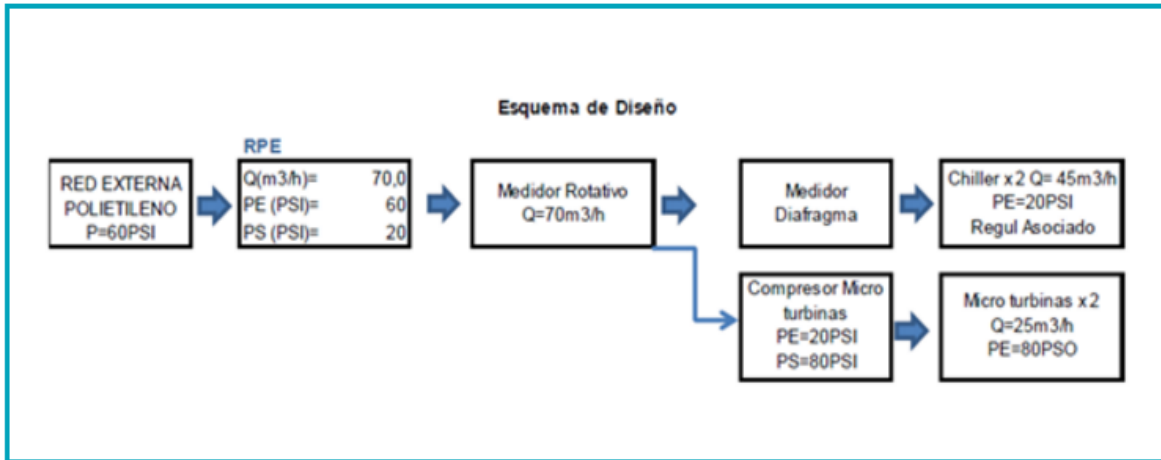 Esquema de Diseño
RPE
RED EXTERNA
POLIETILENO
P=60PSI
Q(m3/h)= 70,0
PE (PSI)= 60
PS (PSI)= 20
Medidor Rotativo
Q=70m3/h
Medidor
Diafragma
Chiller x2 Q= 45m3/h
PE=20PSI
Regul Asociado
Compresor Micro
turbinas
PE=20PSI
PS=80PSI
Micro turbinas x2
Q=25m3/h
PE=80PSO